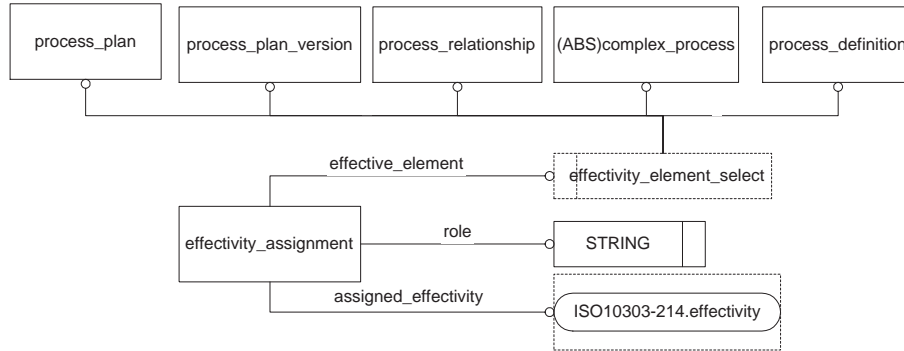 process_plan
process_plan_version
process_relationship
(ABS)complex_process
process_definition
effective_element
effectivity_element_select
effectivity_assignment
role
STRING
assigned_effectivity
ISO10303-214.effectivity